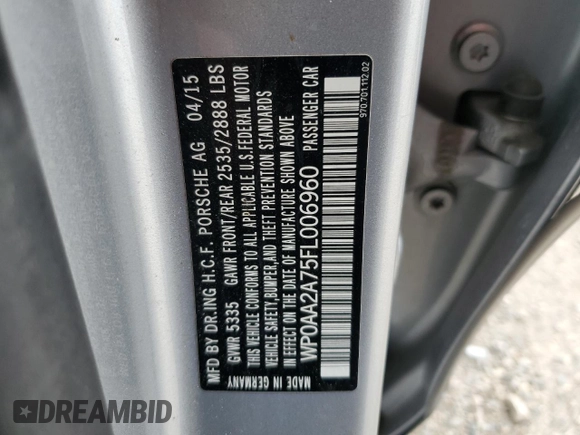 MFD BY DR.ING H.C.F. PORSCHE AG 04/15
GVWR 5335 GAWR FRONT/REAR 2535/2888 LBS
THIS VEHICLE CONFORMS TO ALL APPLICABLE U.S.FEDERAL MOTOR
VEHICLE SAFETY,BUMPER,AND THEFT PREVENTION STANDARDS
IN EFFECT ON THE DATE OF MANUFACTURE SHOWN ABOVE
WP0AA2A75FL006960 PASSENGER CAR
MADE IN GERMANY
970.701.112.02
DREAMBID